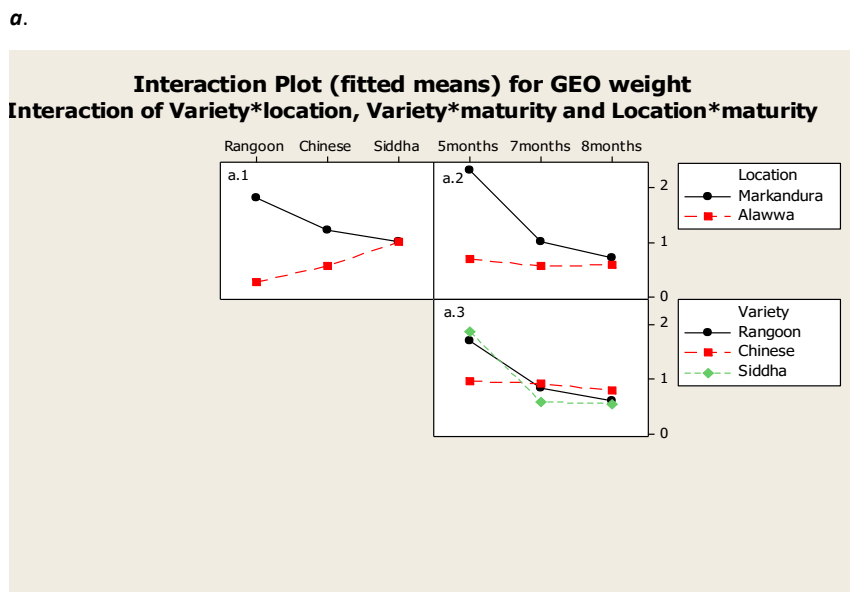 a.
Interaction Plot (fitted means) for GEO weight
Interaction of Variety*location, Variety*maturity and Location*maturity
Rangoon Chinese Siddha 5months 7months 8months
a.1 a.2
2
1
0
Location
Markandura
Alawwa
a.3
2
1
0
Variety
Rangoon
Chinese
Siddha